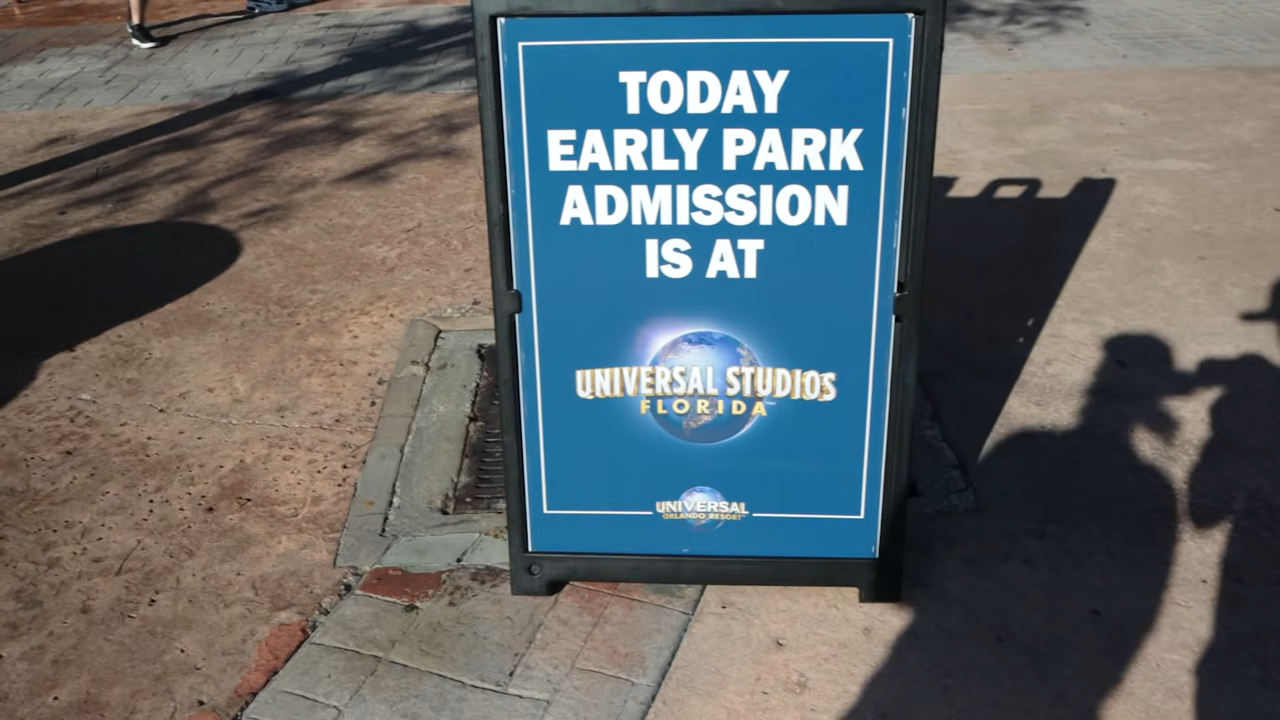 TODAY
EARLY PARK
ADMISSION
IS AT
UNIVERSAL STUDIOS
FLORIDA
UNIVERSAL
ORLANDO RESORT